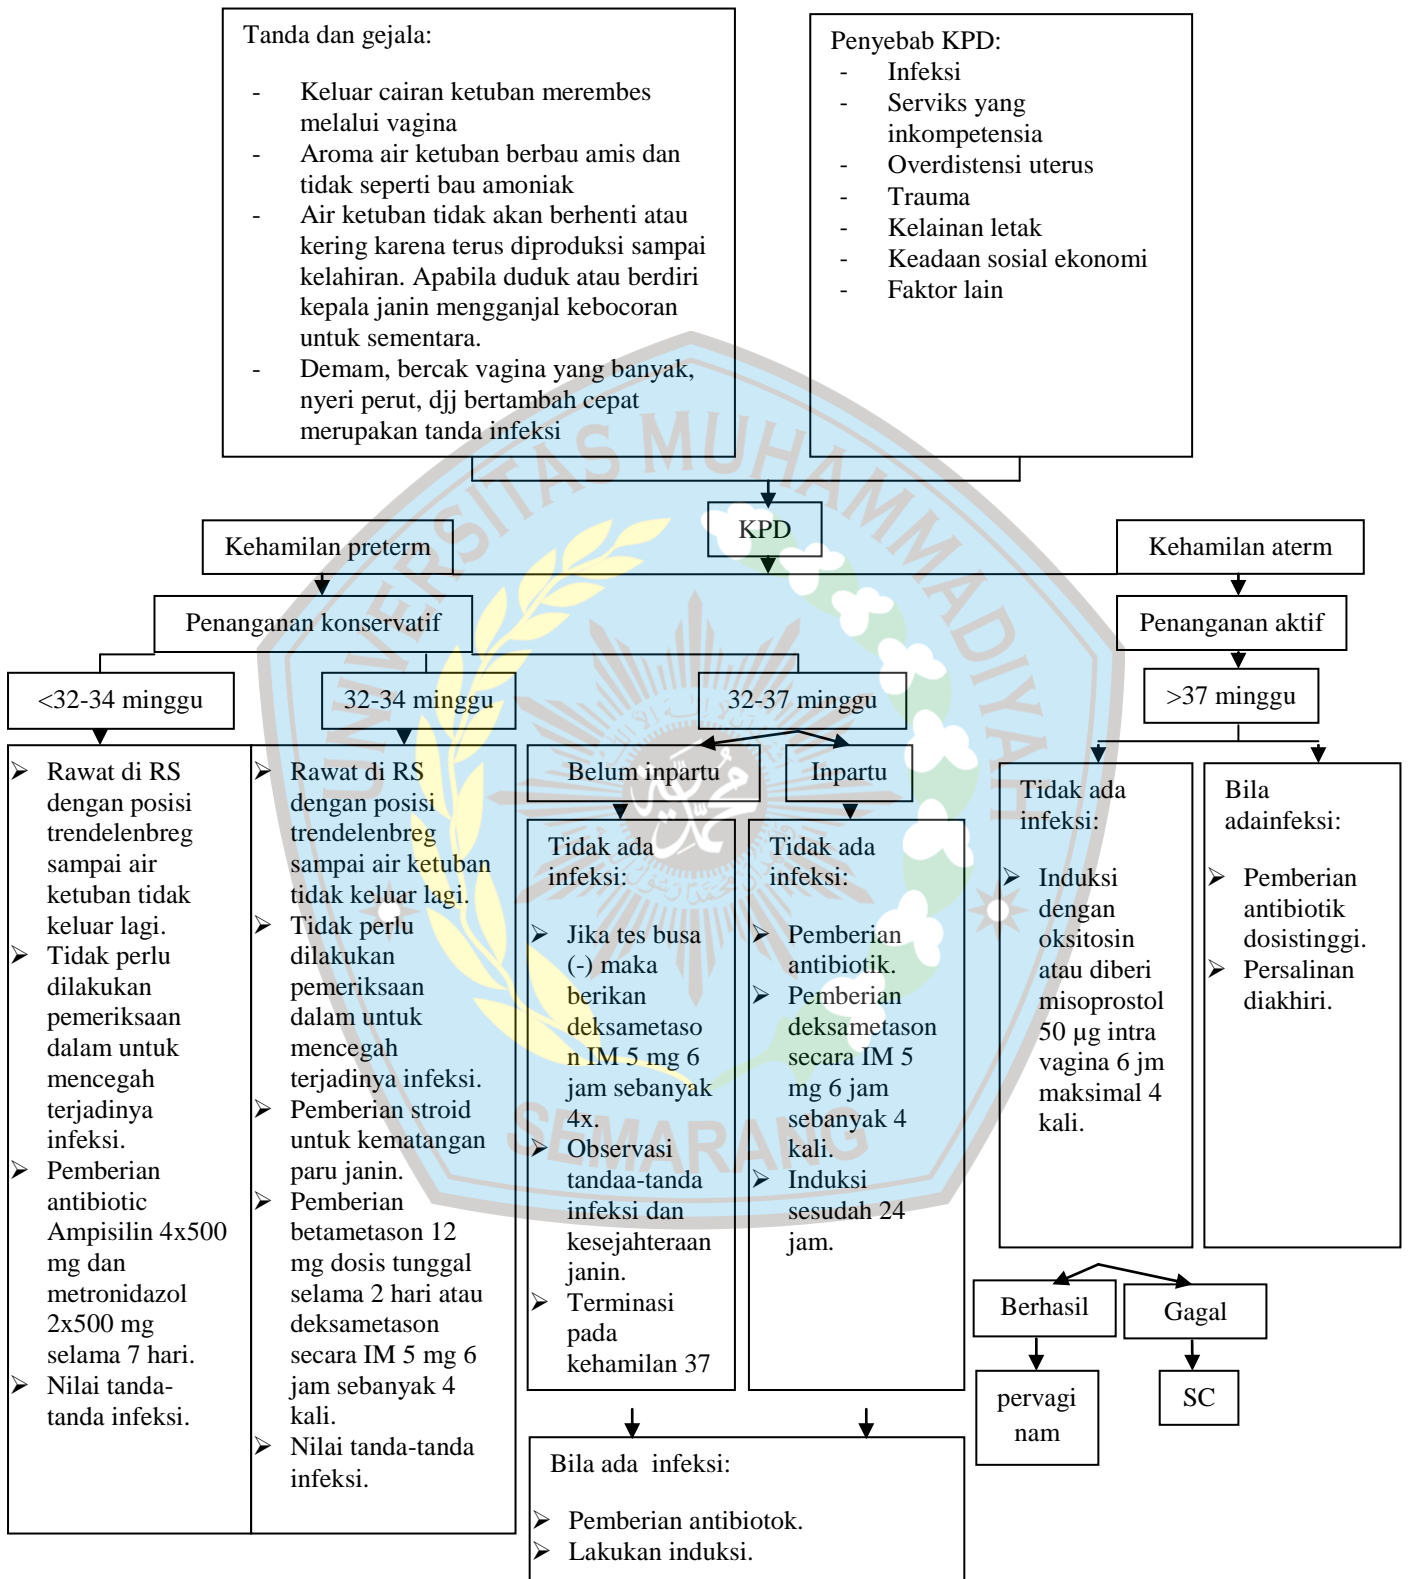 Tanda dan gejala:
- Keluar cairan ketuban merembes
melalui vagina
- Aroma air ketuban berbau amis dan
tidak seperti bau amoniak
- Air ketuban tidak akan berhenti atau
kering karena terus diproduksi sampai
kelahiran. Apabila duduk atau berdiri
kepala janin mengganjal kebocoran
untuk sementara.
- Demam, bercak vagina yang banyak,
nyeri perut, djj bertambah cepat
merupakan tanda infeksi
Penyebab KPD:
- Infeksi
- Serviks yang
inkompetensia
- Overdistensi uterus
- Trauma
- Kelainan letak
- Keadaan sosial ekonomi
- Faktor lain
KPD
Kehamilan preterm
Kehamilan aterm
Penanganan konservatif
Penanganan aktif
<32-34 minggu
32-34 minggu
32-37 minggu
>37 minggu
Belum inpartu
Inpartu
➢ Rawat di RS
dengan posisi
trendelenbreg
sampai air
ketuban tidak
keluar lagi.
➢ Tidak perlu
dilakukan
pemeriksaan
dalam untuk
mencegah
terjadinya
infeksi.
➢ Pemberian
antibiotic
Ampisilin 4x500
mg dan
metronidazol
2x500 mg
selama 7 hari.
➢ Nilai tanda-
tanda infeksi.
➢ Rawat di RS
dengan posisi
trendelenbreg
sampai air ketuban
tidak keluar lagi.
➢ Tidak perlu
dilakukan
pemeriksaan
dalam untuk
mencegah
terjadinya infeksi.
➢ Pemberian stroid
untuk kematangan
paru janin.
➢ Pemberian
betametason 12
mg dosis tunggal
selama 2 hari atau
deksametason
secara IM 5 mg 6
jam sebanyak 4
kali.
➢ Nilai tanda-tanda
infeksi.
Tidak ada
infeksi:
➢ Jika tes busa
(-) maka
berikan
deksametaso
n IM 5 mg 6
jam sebanyak
4x.
➢ Observasi
tandaa-tanda
infeksi dan
kesejahteraan
janin.
➢ Terminasi
pada
kehamilan 37
Tidak ada
infeksi:
➢ Pemberian
antibiotik.
➢ Pemberian
deksametason
secara IM 5
mg 6 jam
sebanyak 4
kali.
➢ Induksi
sesudah 24
jam.
Tidak ada
infeksi:
➢ Induksi
dengan
oksitosin
atau diberi
misoprostol
50 µg intra
vagina 6 jm
maksimal 4
kali.
Bila
adainfeksi:
➢ Pemberian
antibiotik
dosistinggi.
➢ Persalinan
diakhiri.
Berhasil
Gagal
pervagi
nam
SC
Bila ada  infeksi:
➢ Pemberian antibiotok.
➢ Lakukan induksi.
UNIVERSITAS MUHAMMADIYAH
SEMARANG